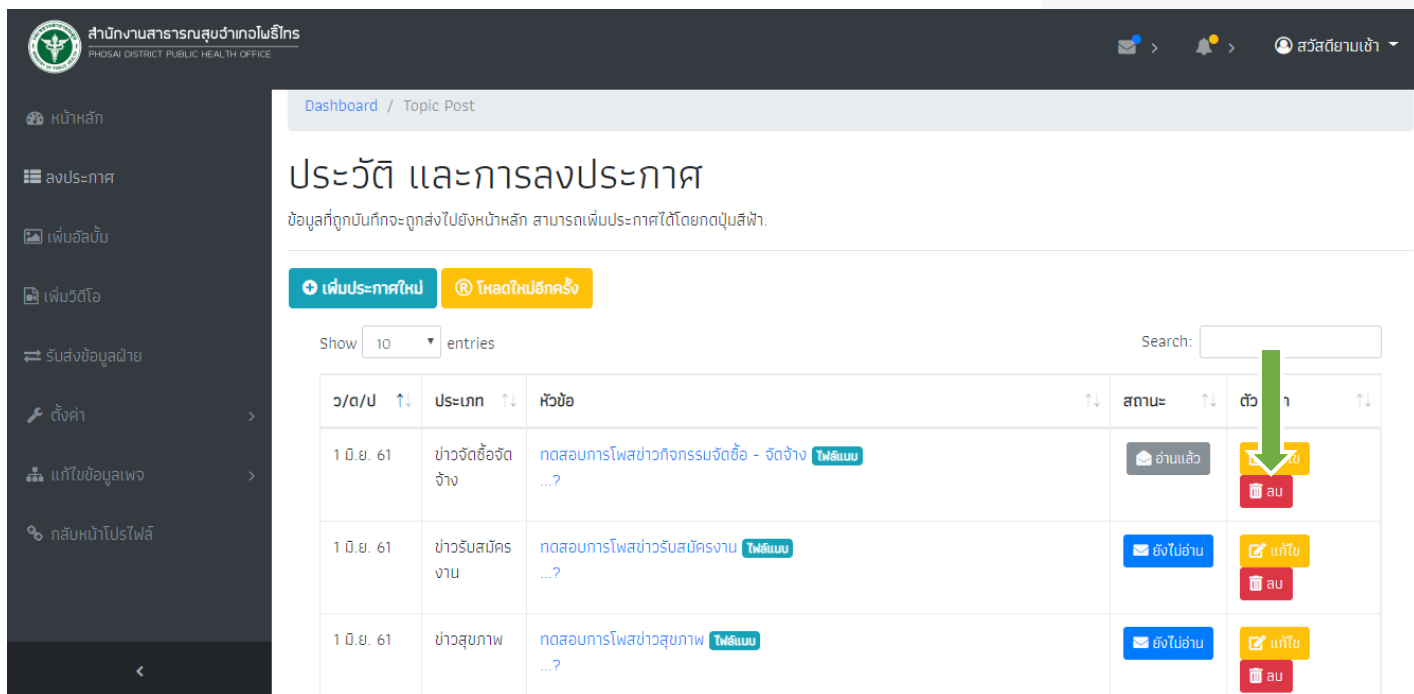 สำนักงานสาธารณสุขอำเภอโพธิ์ไทร
PHOSAI DISTRICT PUBLIC HEALTH OFFICE
สวัสดียามเช้า
หน้าหลัก
ลงประกาศ
เพิ่มอัลบั้ม
เพิ่มวิดีโอ
รับส่งข้อมูลฝ่าย
ตั้งค่า
แก้ไขข้อมูลเพจ
กลับหน้าโปรไฟล์
Dashboard / Topic Post
ประวัติ และการลงประกาศ
ข้อมูลที่ถูกบันทึกจะถูกส่งไปยังหน้าหลัก สามารถเพิ่มประกาศได้โดยกดปุ่มสีฟ้า.
เพิ่มประกาศใหม่ โหลดใหม่อีกครั้ง
Show 10 entries Search:
ว/ด/ป ประเภท หัวข้อ สถานะ
1 มิ.ย. 61 ข่าวจัดซื้อจัด ทดสอบการโพสข่าวกิจกรรมจัดซื้อ - จัดจ้าง ไฟล์แนบ อ่านแล้ว
จ้าง ...?
ลบ
1 มิ.ย. 61 ข่าวรับสมัคร ทดสอบการโพสข่าวรับสมัครงาน ไฟล์แนบ ยังไม่อ่าน แก้ไข
งาน ...?
ลบ
1 มิ.ย. 61 ข่าวสุขภาพ ทดสอบการโพสข่าวสุขภาพ ไฟล์แนบ ยังไม่อ่าน แก้ไข
...?
ลบ